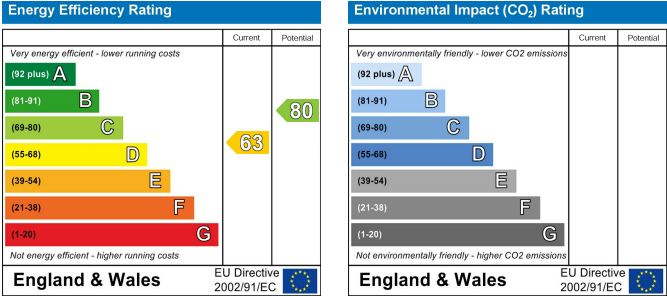 Energy Efficiency Rating
Current Potential
Very energy efficient - lower running costs
(92 plus) A
(81-91) B
(69-80) C
(55-68) D
(39-54) E
(21-38) F
(1-20) G
63
80
Not energy efficient - higher running costs
England & Wales
EU Directive
2002/91/EC
Environmental Impact (CO₂) Rating
Current Potential
Very environmentally friendly - lower CO2 emissions
(92 plus) A
(81-91) B
(69-80) C
(55-68) D
(39-54) E
(21-38) F
(1-20) G
Not environmentally friendly - higher CO2 emissions
England & Wales
EU Directive
2002/91/EC